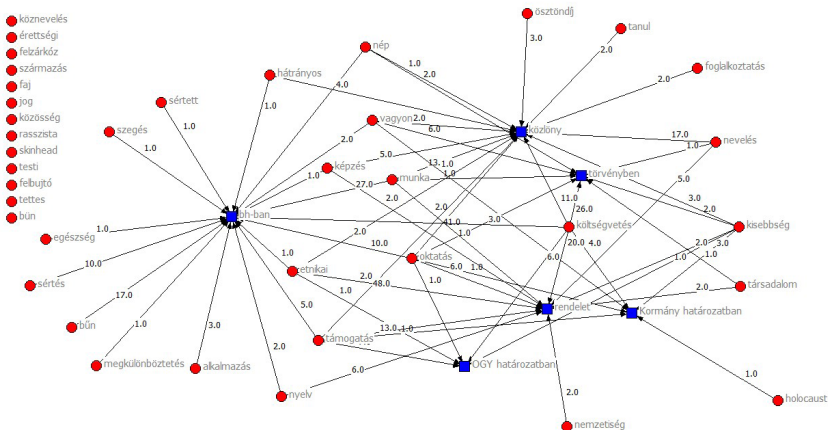 köznevelés
érettségi
felzárkóz
származás
faj
jog
közösség
rasszista
skinhead
testi
felbujtó
tettes
bün
ösztöndíj
tanul
nép
3.0
2.0
foglalkoztatás
hátrányos
1.0
2.0
4.0
2.0
sértett
1.0
1.0
vagyon
2.0
6.0
közlöny
17.0
szegés
2.0
nevelés
1.0
1.0
képzés
5.0
13.0
1.0
1.0
törvényben
munka
1.0
27.0
5.0
2.0
11.0
3.0
2.0
26.0
2.0
bh-ban
41.0
3.0
költségvetés
kisebbség
1.0
1.0
egészség
10.0
20.0
4.0
3.0
1.0
oktatás
6.0
2.0
1.0
10.0
etnikai
2.0
6.0
1.0
1.0
sértés
48.0
1.0
1.0
2.0
társadalom
17.0
5.0
rendelet
Kormány határozatban
bűn
1.0
13.0
1.0
támogatás
3.0
2.0
megkülönböztetés
alkalmazás
6.0
OGY határozatban
1.0
nyelv
2.0
holocaust
nemzetiség